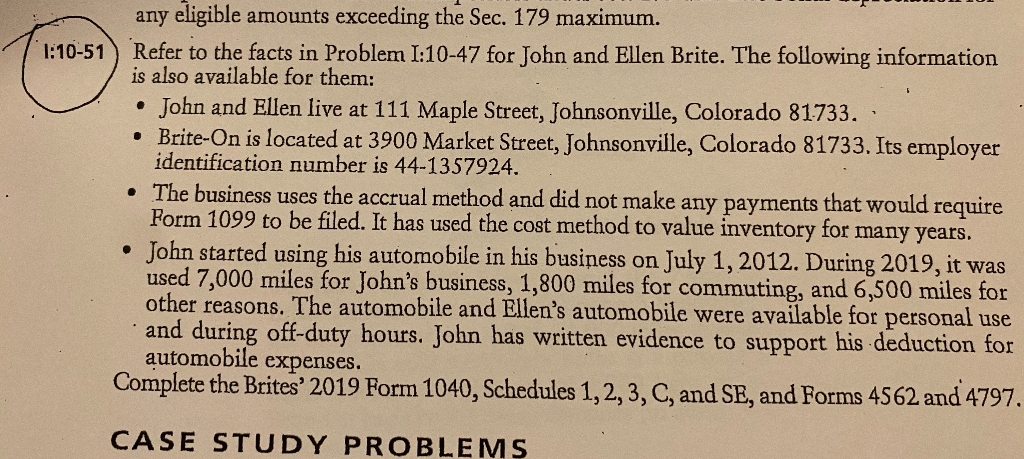 any eligible amounts exceeding the Sec. 179 maximum.
I:10-51 Refer to the facts in Problem I:10-47 for John and Ellen Brite. The following information
is also available for them:
• John and Ellen live at 111 Maple Street, Johnsonville, Colorado 81733.
• Brite-On is located at 3900 Market Street, Johnsonville, Colorado 81733. Its employer
identification number is 44-1357924.
• The business uses the accrual method and did not make any payments that would require
Form 1099 to be filed. It has used the cost method to value inventory for many years.
• John started using his automobile in his business on July 1, 2012. During 2019, it was
used 7,000 miles for John's business, 1,800 miles for commuting, and 6,500 miles for
other reasons. The automobile and Ellen's automobile were available for personal use
and during off-duty hours. John has written evidence to support his deduction for
automobile expenses.
Complete the Brites' 2019 Form 1040, Schedules 1, 2, 3, C, and SE, and Forms 4562 and 4797.
CASE STUDY PROBLEMS